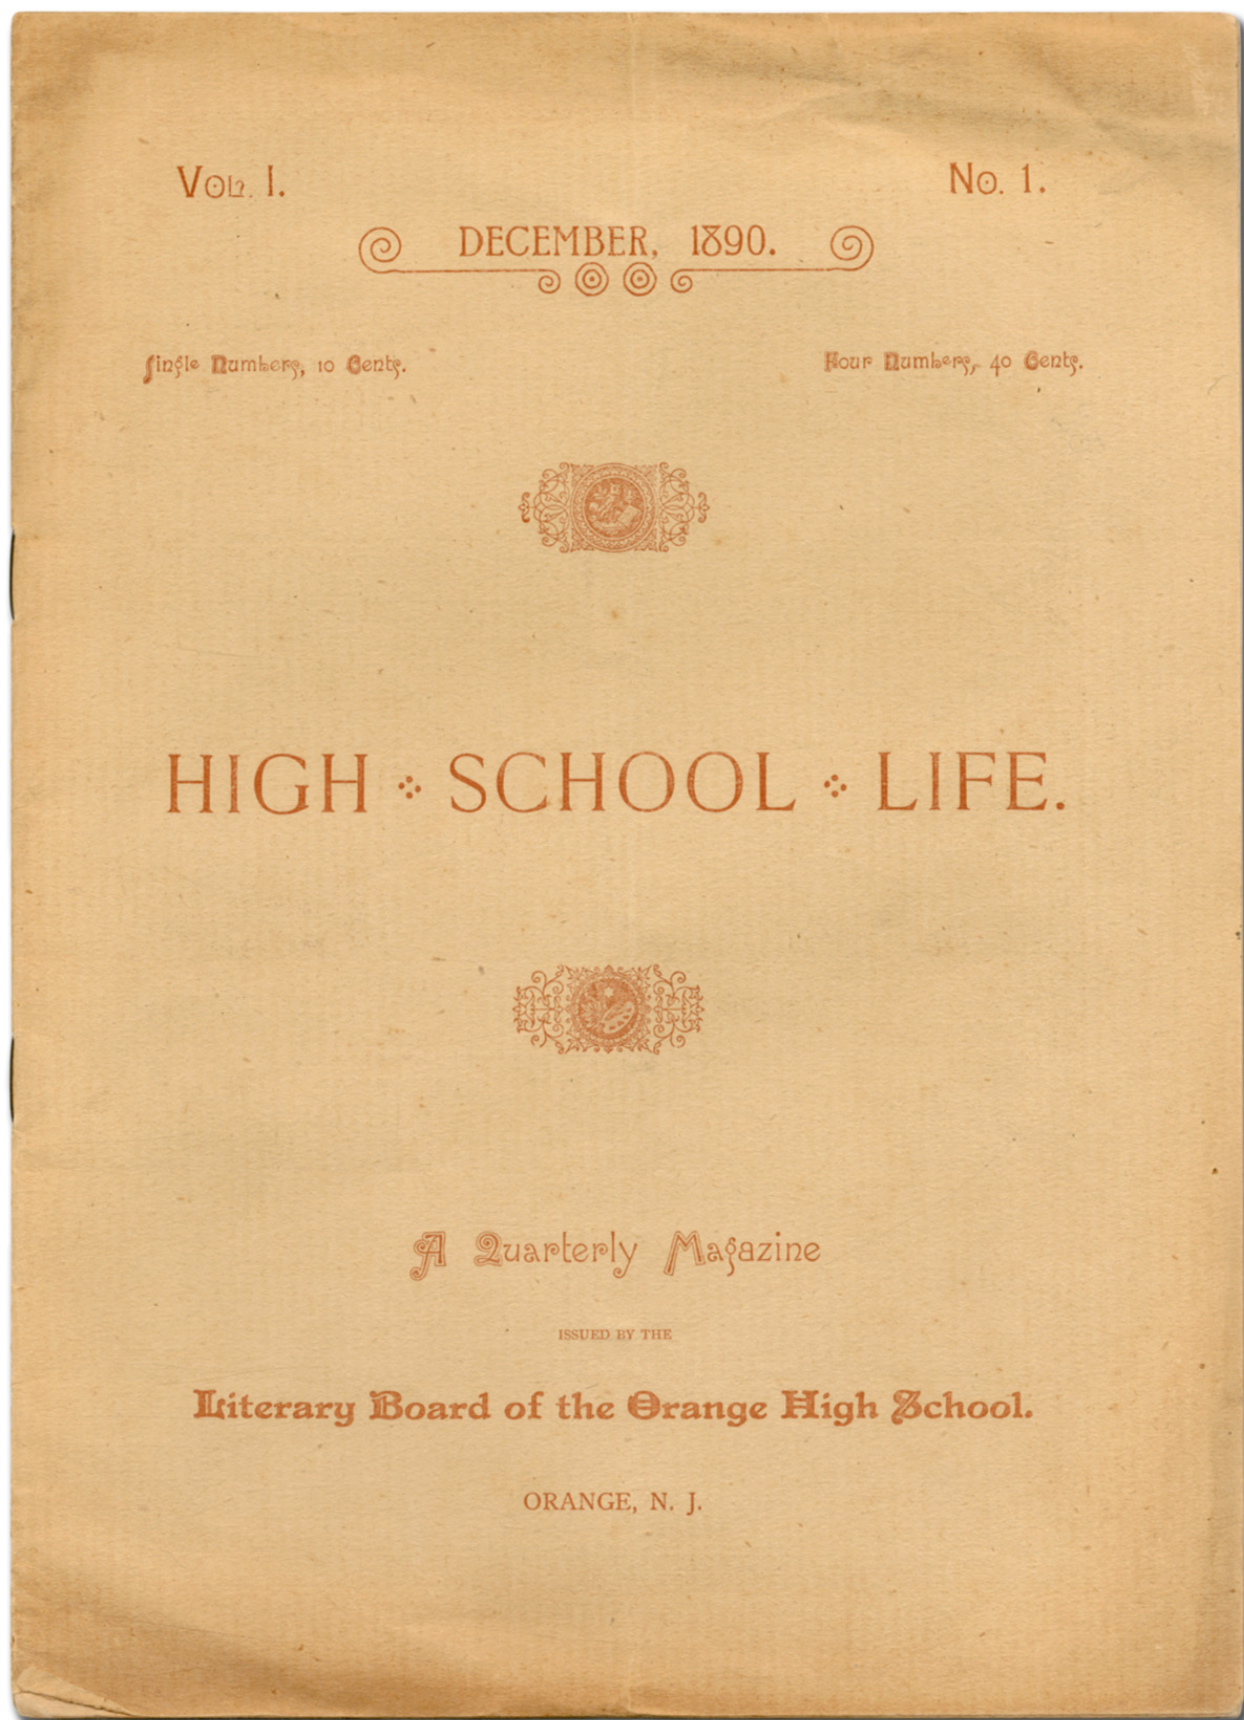 Vol. I. No. 1.
DECEMBER, 1890.
Single Numbers, 10 Cents. Four Numbers, 40 Cents.
HIGH SCHOOL LIFE.
A Quarterly Magazine
ISSUED BY THE
Literary Board of the Orange High School.
ORANGE, N. J.